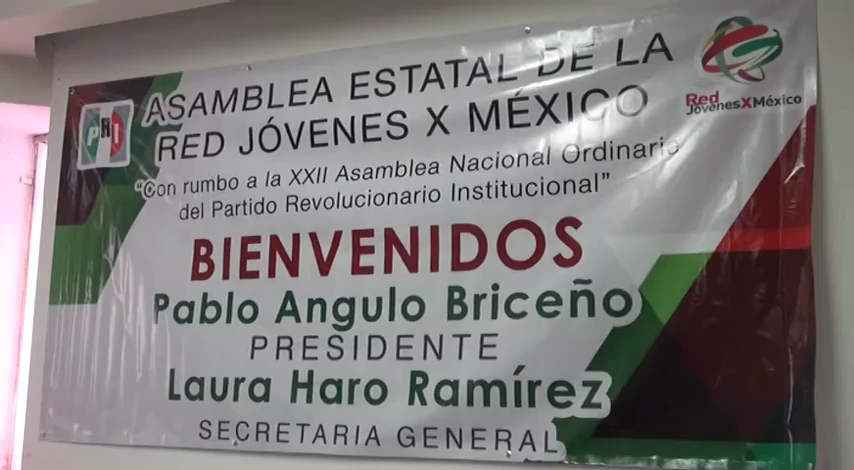 ASAMBLEA ESTATAL DE LA
RED JÓVENES X MÉXICO
PRI
Red
JóvenesXMéxico
"Con rumbo a la XXII Asamblea Nacional Ordinaria
del Partido Revolucionario Institucional"
BIENVENIDOS
Pablo Angulo Briceño
PRESIDENTE
Laura Haro Ramírez
SECRETARIA GENERAL